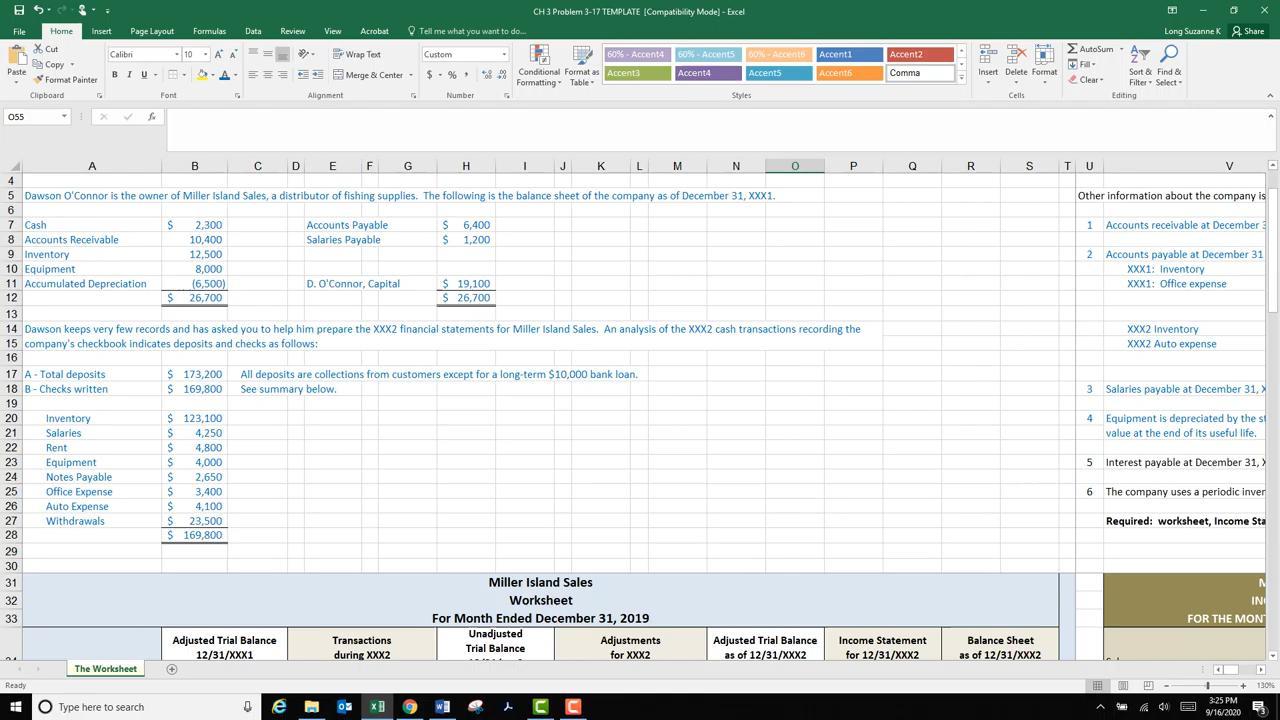 CH 3 Problem 3-17 TEMPLATE [Compatibility Mode] - Excel
File Home Insert Page Layout Formulas Data Review View Acrobat Tell me what you want to do... Long Suzanne K Share
Paste Cut Copy Format Painter Clipboard
Calibri 10 Font
Wrap Text Merge & Center Alignment
Custom Number
Conditional Formatting Format as Table
60% - Accent4 60% - Accent5 60% - Accent6 Accent1 Accent2
Accent3 Accent4 Accent5 Accent6 Comma
Styles
Insert Delete Format Cells
AutoSum Fill Clear Sort & Filter Find & Select Editing
O55 fx
A B C D E F G H I J K L M N O P Q R S T U V
4
5 Dawson O'Connor is the owner of Miller Island Sales, a distributor of fishing supplies. The following is the balance sheet of the company as of December 31, XXX1. Other information about the company is
6
7 Cash $ 2,300 Accounts Payable $ 6,400 1 Accounts receivable at December 3
8 Accounts Receivable 10,400 Salaries Payable $ 1,200
9 Inventory 12,500 2 Accounts payable at December 31
10 Equipment 8,000 XXX1: Inventory
11 Accumulated Depreciation (6,500) D. O'Connor, Capital $ 19,100 XXX1: Office expense
12 $ 26,700 $ 26,700
13
14 Dawson keeps very few records and has asked you to help him prepare the XXX2 financial statements for Miller Island Sales. An analysis of the XXX2 cash transactions recording the XXX2 Inventory
15 company's checkbook indicates deposits and checks as follows: XXX2 Auto expense
16
17 A - Total deposits $ 173,200 All deposits are collections from customers except for a long-term $10,000 bank loan.
18 B - Checks written $ 169,800 See summary below. 3 Salaries payable at December 31, X
19
20 Inventory $ 123,100 4 Equipment is depreciated by the st
21 Salaries $ 4,250 value at the end of its useful life.
22 Rent $ 4,800
23 Equipment $ 4,000 5 Interest payable at December 31, X
24 Notes Payable $ 2,650
25 Office Expense $ 3,400 6 The company uses a periodic inver
26 Auto Expense $ 4,100
27 Withdrawals $ 23,500 Required: worksheet, Income Sta
28 $ 169,800
29
30
31 Miller Island Sales
32 Worksheet
33 For Month Ended December 31, 2019 FOR THE MON
Adjusted Trial Balance 12/31/XXX1
Transactions during XXX2
Unadjusted Trial Balance
Adjustments for XXX2
Adjusted Trial Balance as of 12/31/XXX2
Income Statement for 12/31/XXX2
Balance Sheet as of 12/31/XXX2
The Worksheet
Ready 130%
Type here to search
3:25 PM
9/16/2020